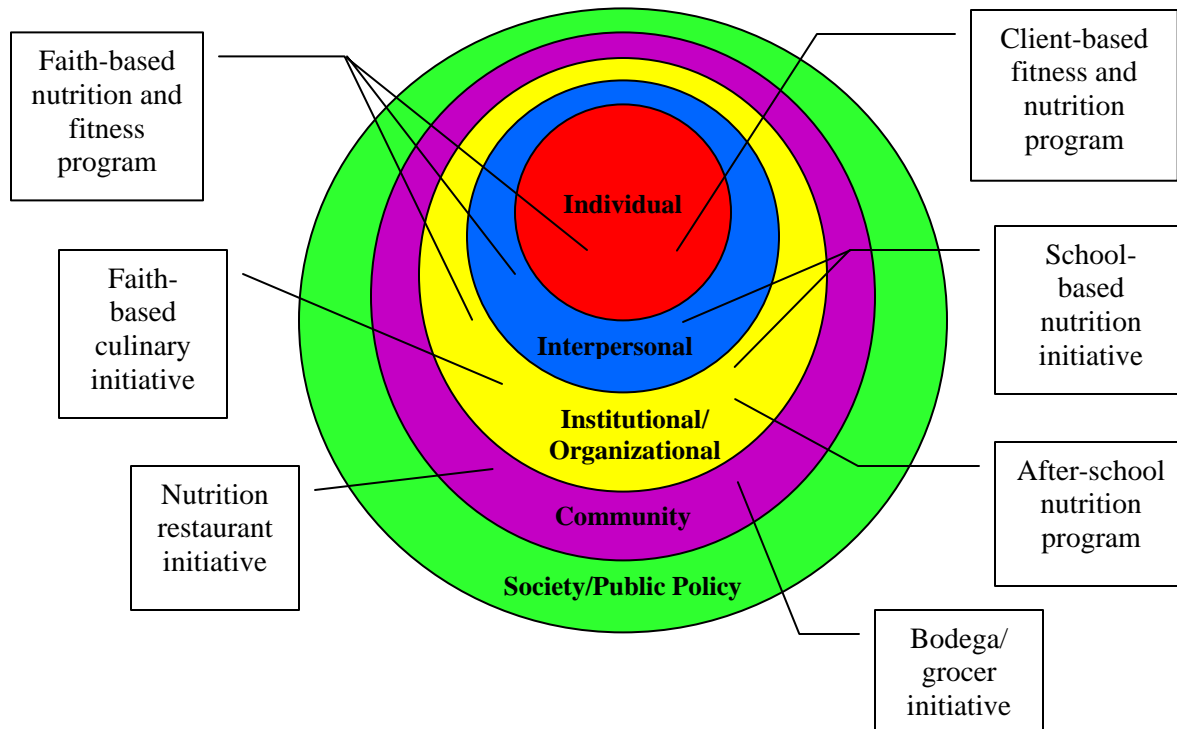 Faith-based
nutrition and
fitness
program
Client-based
fitness and
nutrition
program
Individual
Faith-
based
culinary
initiative
School-
based
nutrition
initiative
Interpersonal
Institutional/
Organizational
Nutrition
restaurant
initiative
After-school
nutrition
program
Community
Society/Public Policy
Bodega/
grocer
initiative